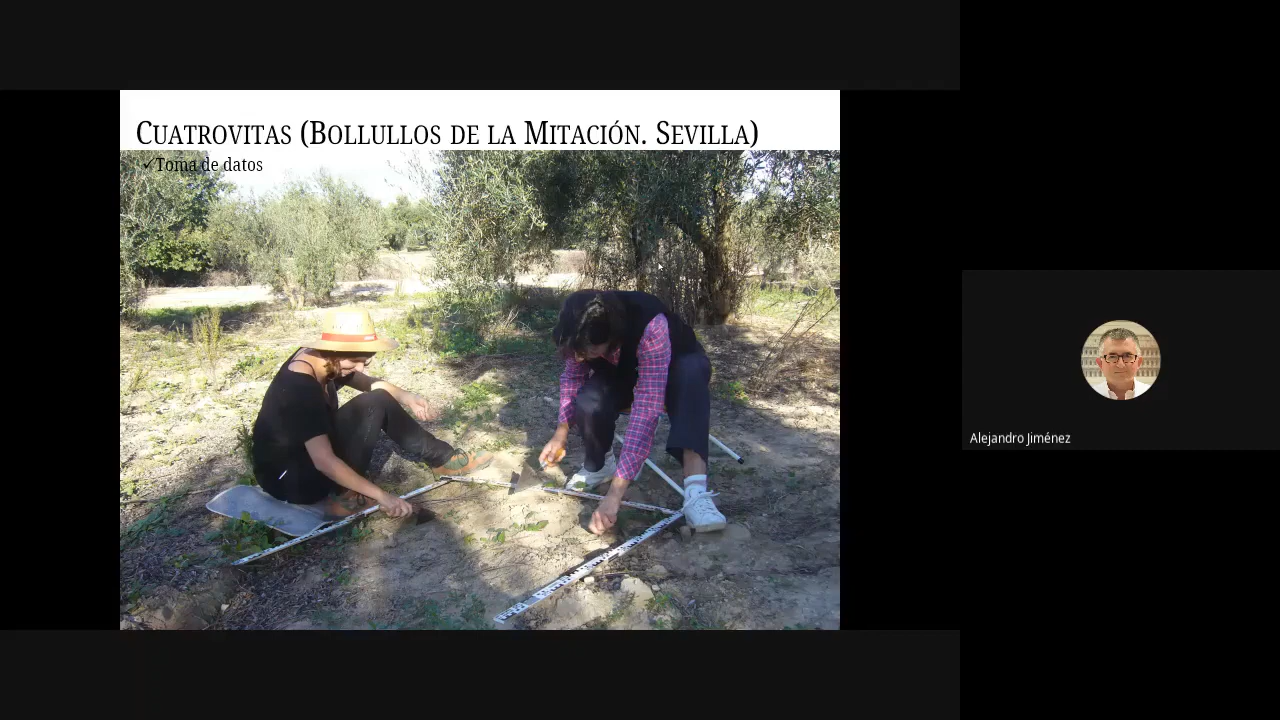 Cuatrovitas (Bollullos de la Mitación. Sevilla)
✓Toma de datos
Alejandro Jiménez